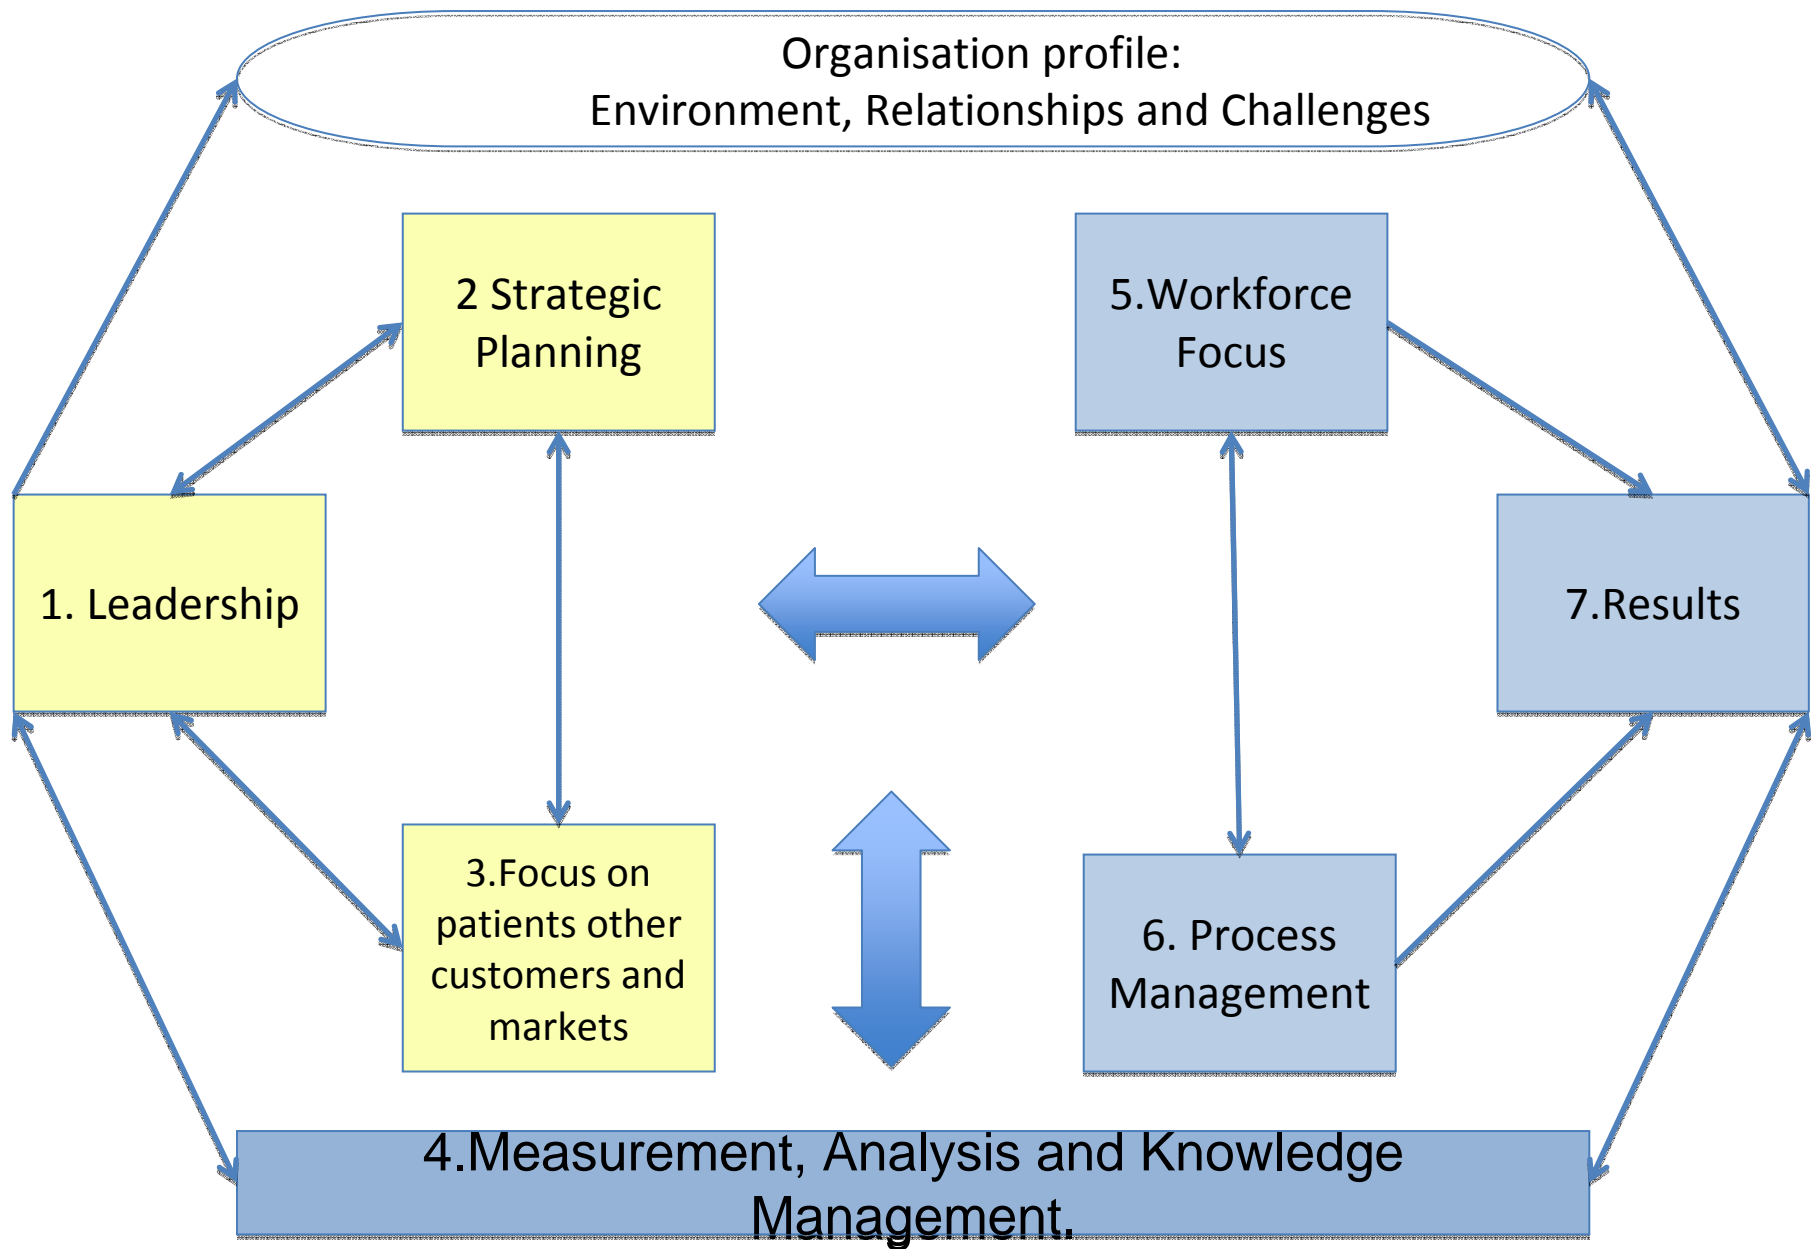 Organisation profile:
Environment, Relationships and Challenges
2 Strategic
Planning
5.Workforce
Focus
1. Leadership
7.Results
3.Focus on
patients other
customers and
markets
6. Process
Management
4.Measurement, Analysis and Knowledge
Management.